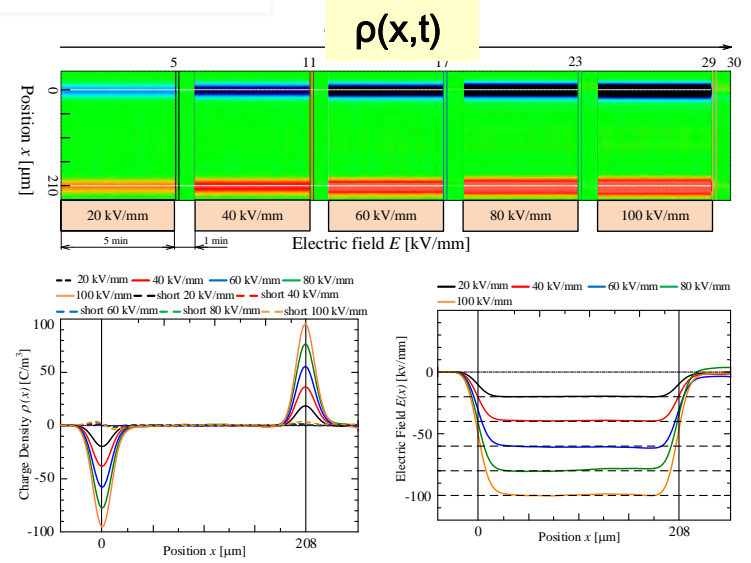 ρ(x,t)
5 11 17 23 29 30
Position x [μm]
0
210
20 kV/mm 40 kV/mm 60 kV/mm 80 kV/mm 100 kV/mm
5 min 1 min
Electric field E [kV/mm]
20 kV/mm 40 kV/mm 60 kV/mm 80 kV/mm
100 kV/mm short 20 kV/mm short 40 kV/mm
short 60 kV/mm short 80 kV/mm short 100 kV/mm
Charge Density ρ (x) [C/m³]
100
50
0
-50
-100
0 208
Position x [μm]
20 kV/mm 40 kV/mm 60 kV/mm 80 kV/mm
100 kV/mm
Electric Field E(x) [kv/mm]
0
-50
-100
0 208
Position x [μm]